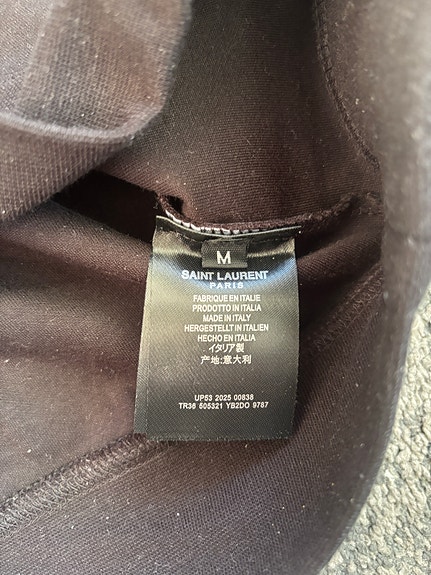 M
SAINT LAURENT
PARIS
FABRIQUE EN ITALIE
PRODOTTO IN ITALIA
MADE IN ITALY
HERGESTELLT IN ITALIEN
HECHO EN ITALIA
イタリア製
产地:意大利
UP53 2025 00838
TR36 605321 YB2DO 9787